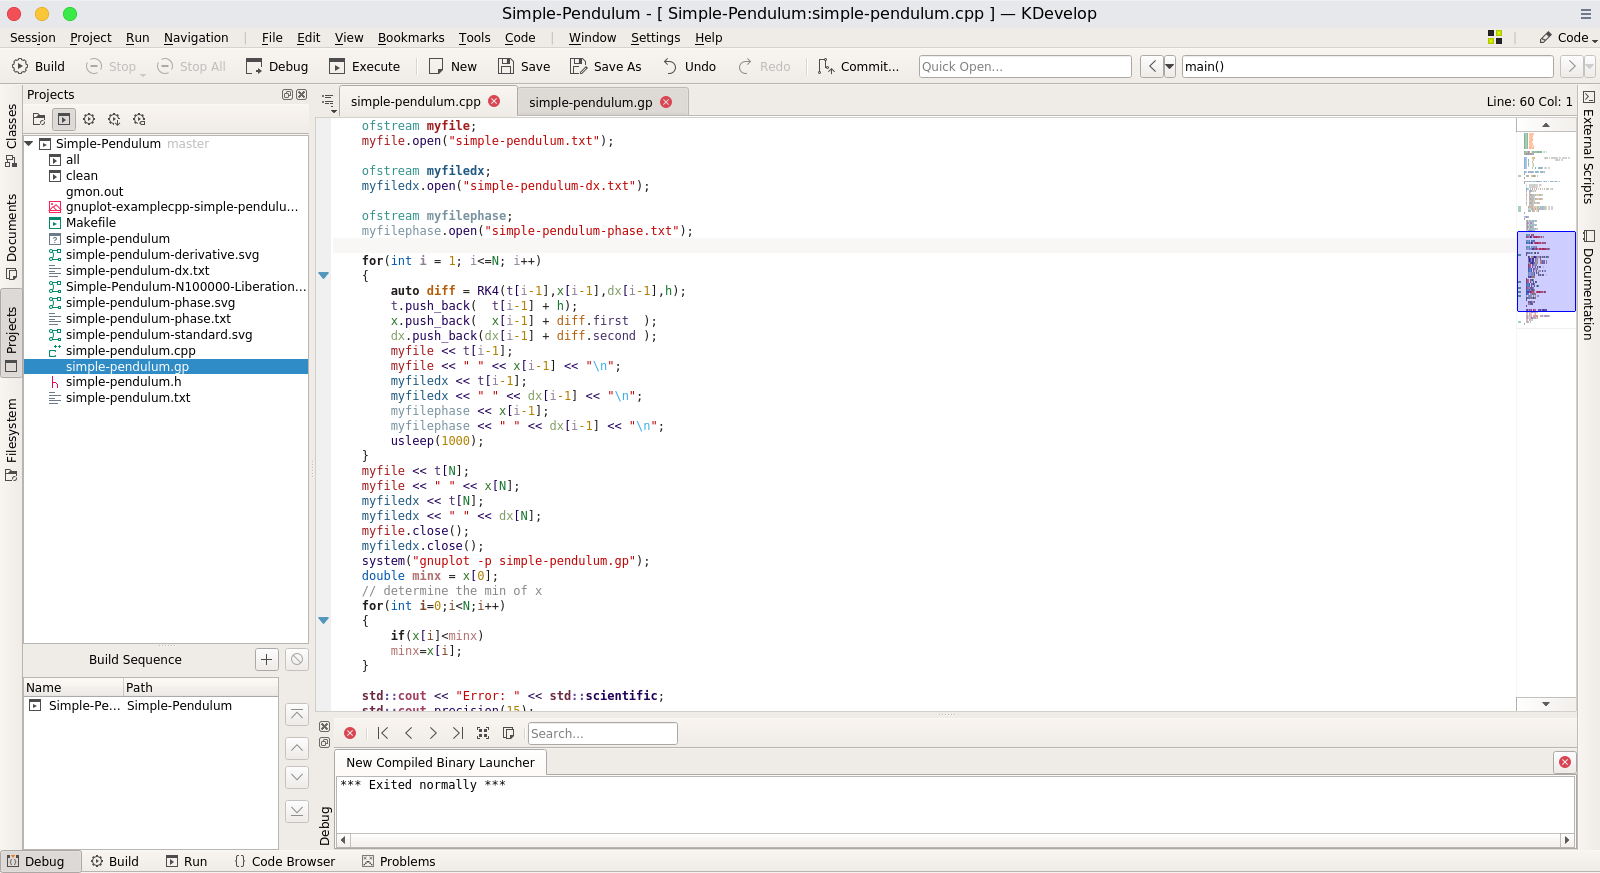 Simple-Pendulum - [ Simple-Pendulum:simple-pendulum.cpp ] — KDevelop
Session Project Run Navigation File Edit View Bookmarks Tools Code Window Settings Help Code
Build Stop Stop All Debug Execute New Save Save As Undo Redo Commit... Quick Open... main()
Projects
simple-pendulum.cpp simple-pendulum.gp Line: 60 Col: 1
Classes
Documents
Projects
Filesystem
Simple-Pendulum master
all
clean
gmon.out
gnuplot-examplecpp-simple-pendulu...
Makefile
simple-pendulum
simple-pendulum-derivative.svg
simple-pendulum-dx.txt
Simple-Pendulum-N100000-Liberation...
simple-pendulum-phase.svg
simple-pendulum-phase.txt
simple-pendulum-standard.svg
simple-pendulum.cpp
simple-pendulum.gp
simple-pendulum.h
simple-pendulum.txt
Build Sequence
Name Path
Simple-Pe... Simple-Pendulum
ofstream myfile;
myfile.open("simple-pendulum.txt");
ofstream myfiledx;
myfiledx.open("simple-pendulum-dx.txt");
ofstream myfilephase;
myfilephase.open("simple-pendulum-phase.txt");
for(int i = 1; i<=N; i++)
{
auto diff = RK4(t[i-1],x[i-1],dx[i-1],h);
t.push_back(  t[i-1] + h);
x.push_back(  x[i-1] + diff.first  );
dx.push_back(dx[i-1] + diff.second );
myfile << t[i-1];
myfile << " " << x[i-1] << "\n";
myfiledx << t[i-1];
myfiledx << " " << dx[i-1] << "\n";
myfilephase << x[i-1];
myfilephase << " " << dx[i-1] << "\n";
usleep(1000);
}
myfile << t[N];
myfile << " " << x[N];
myfiledx << t[N];
myfiledx << " " << dx[N];
myfile.close();
myfiledx.close();
system("gnuplot -p simple-pendulum.gp");
double minx = x[0];
// determine the min of x
for(int i=0;i<N;i++)
{
if(x[i]<minx)
minx=x[i];
}
std::cout << "Error: " << std::scientific;
std::cout.precision(15);
External Scripts
Documentation
Search...
New Compiled Binary Launcher
*** Exited normally ***
Debug
Debug Build Run Code Browser Problems